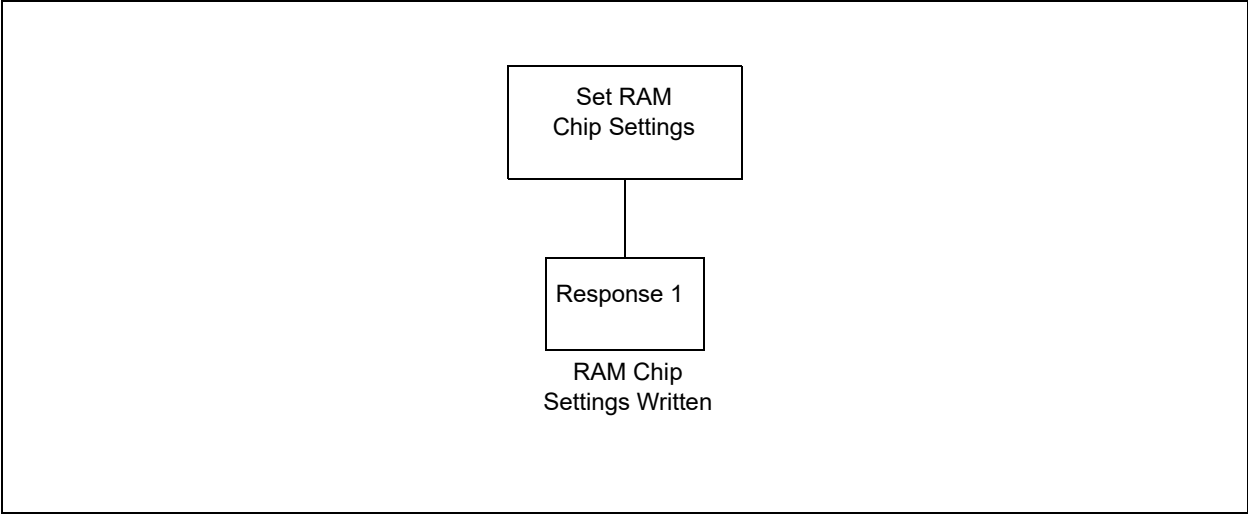 Set RAM
Chip Settings
Response 1
RAM Chip
Settings Written